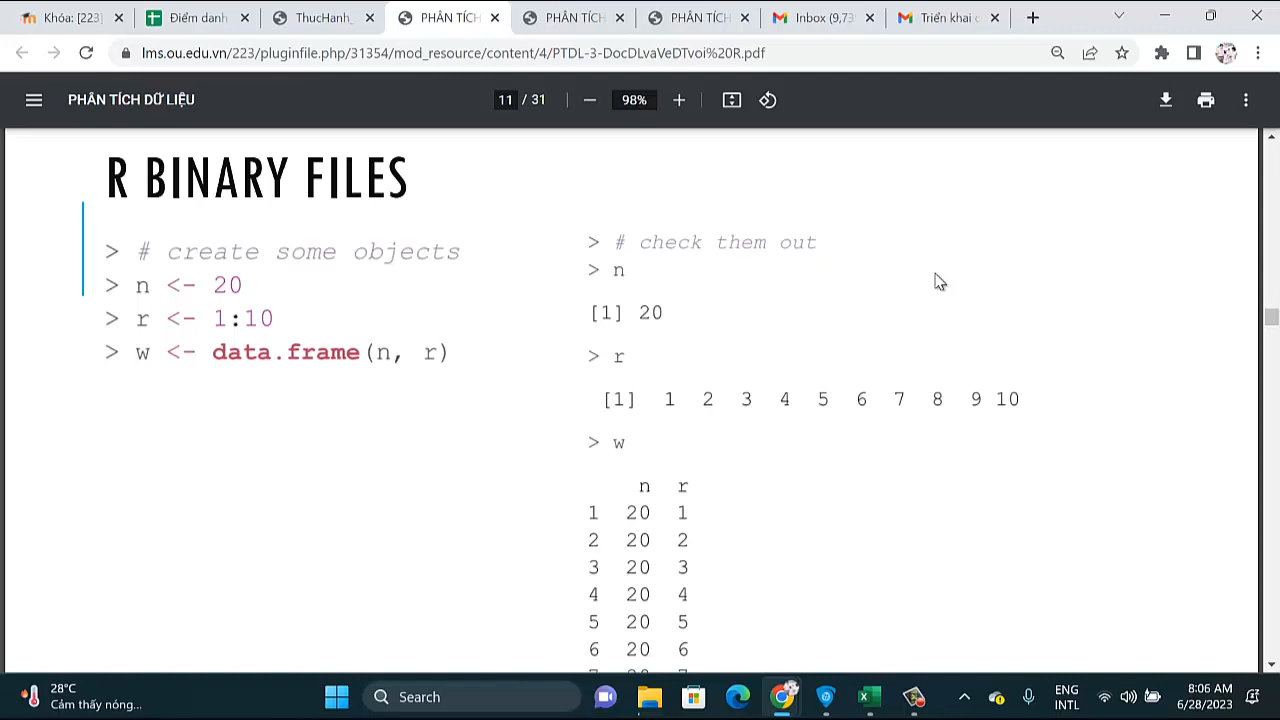 Khóa: [223]
Điểm danh
ThucHanh_
PHÂN TÍCH
PHÂN TÍCH
PHÂN TÍCH
Inbox (9,73
Triển khai c
lms.ou.edu.vn/223/pluginfile.php/31354/mod_resource/content/4/PTDL-3-DocDLvaVeDTvoi%20R.pdf
PHÂN TÍCH DỮ LIỆU
11 / 31
98%
R BINARY FILES
> # create some objects
> n <- 20
> r <- 1:10
> w <- data.frame(n, r)
> # check them out
> n
[1] 20
> r
[1] 1 2 3 4 5 6 7 8 9 10
> w
n r
1 20 1
2 20 2
3 20 3
4 20 4
5 20 5
6 20 6
28°C
Cảm thấy nóng...
Search
ENG
INTL
8:06 AM
6/28/2023